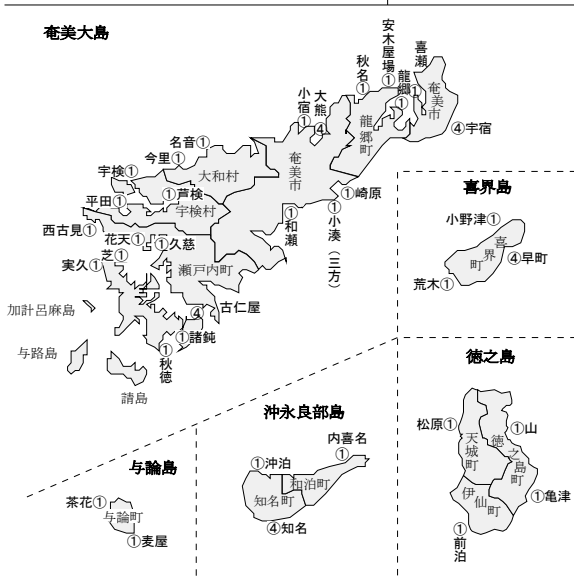 奄美大島
安木屋場①
喜瀬①
秋名①
龍郷①
大熊④
小宿①
奄美市
龍郷町
④宇宿
名音①
今里①
宇検①
大和村
奄美市
①芦検
平田①
宇検村
①崎原
①和瀬
①小湊（三方）
西古見①
花天①
①久慈
芝①
実久①
瀬戸内町
④古仁屋
加計呂麻島
与路島
①諸鈍
①秋徳
請島
喜界島
小野津①
喜界町
④早町
荒木①
徳之島
松原①
①山
天城町
徳之島町
伊仙町
①亀津
①前泊
沖永良部島
内喜名①
①沖泊
和泊町
知名町
④知名
与論島
茶花①
与論町
①麦屋